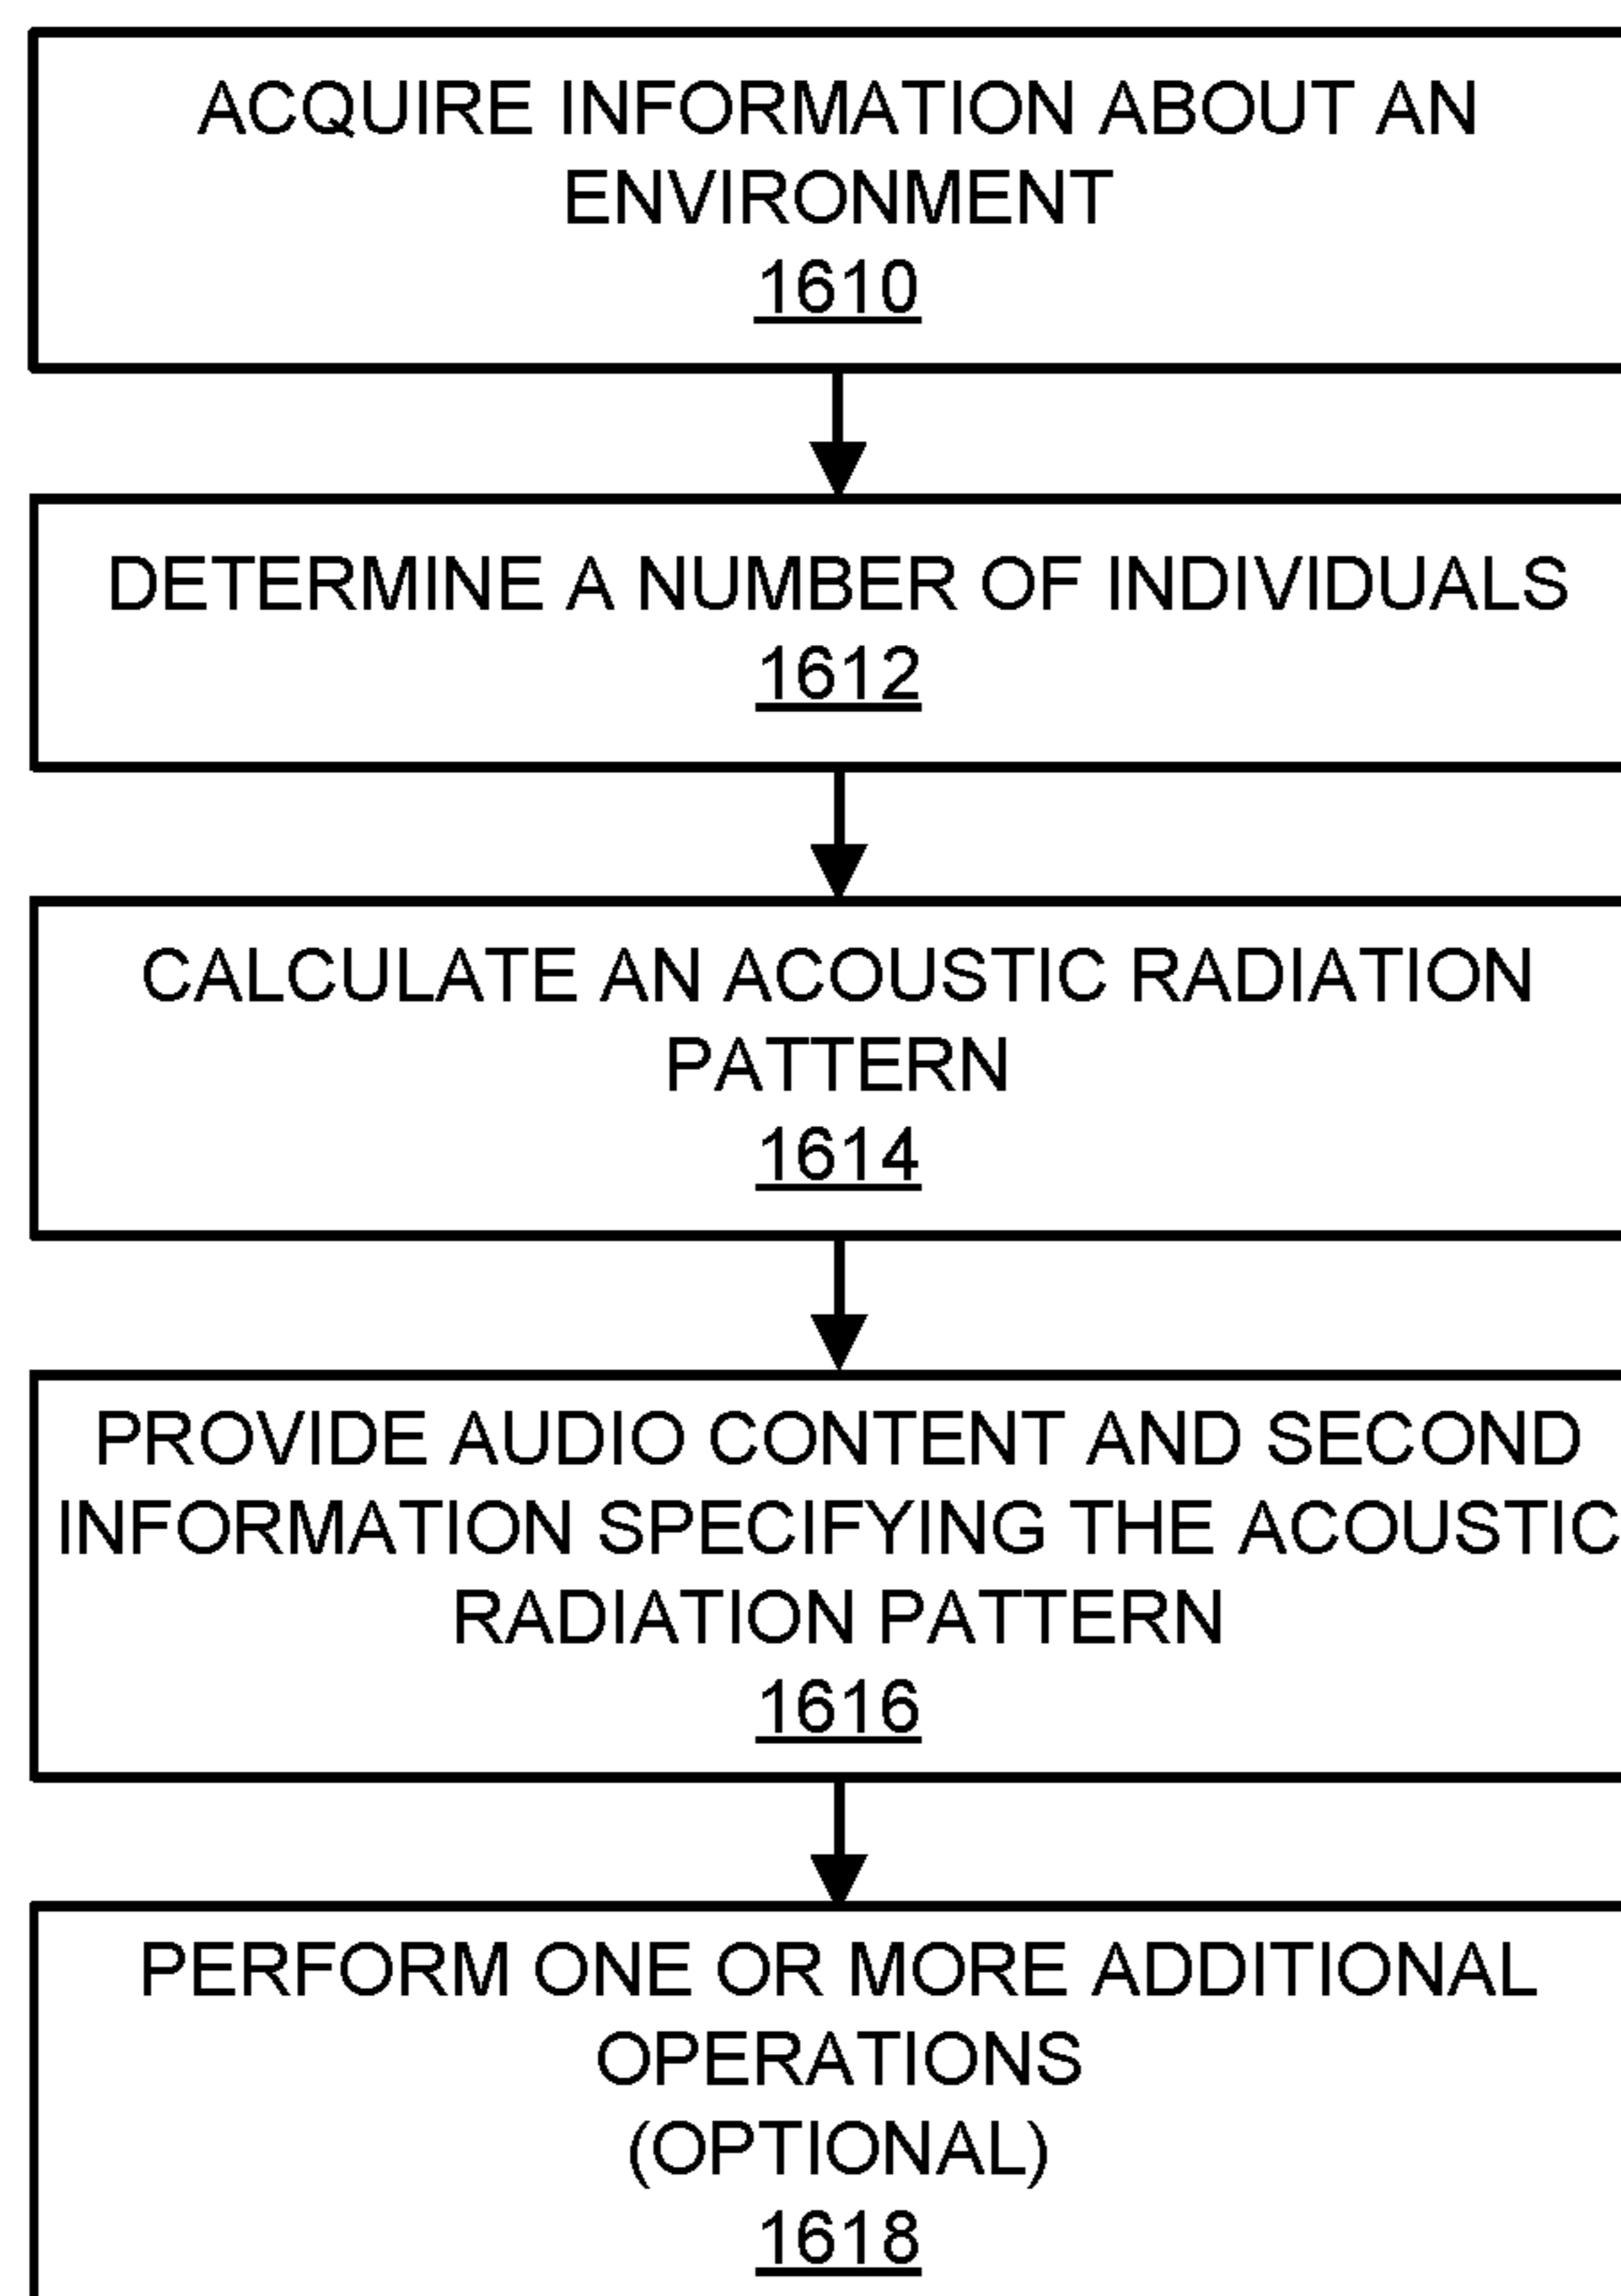 ACQUIRE INFORMATION ABOUT AN
ENVIRONMENT
1610
DETERMINE A NUMBER OF INDIVIDUALS
1612
CALCULATE AN ACOUSTIC RADIATION
PATTERN
1614
PROVIDE AUDIO CONTENT AND SECOND
INFORMATION SPECIFYING THE ACOUSTIC
RADIATION PATTERN
1616
PERFORM ONE OR MORE ADDITIONAL
OPERATIONS
(OPTIONAL)
1618